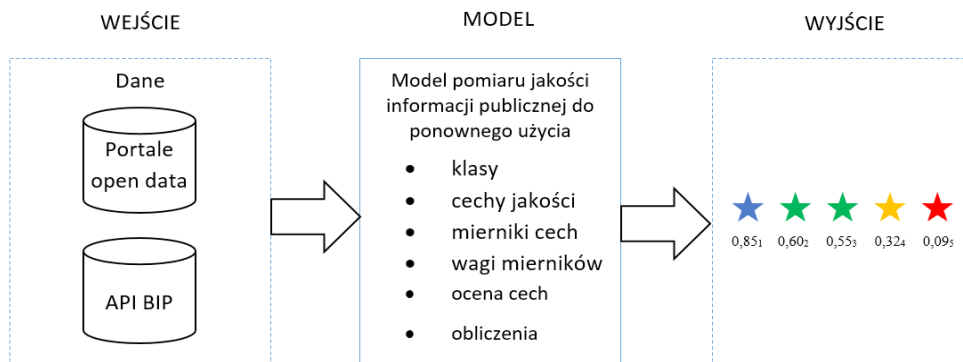 WEJŚCIE
Dane
Portale
open data
API BIP
MODEL
Model pomiaru jakości
informacji publicznej do
ponownego użycia
• klasy
• cechy jakości
• mierniki cech
• wagi mierników
• ocena cech
• obliczenia
WYJŚCIE
0,85₁ 0,60₂ 0,55₃ 0,32₄ 0,09₅